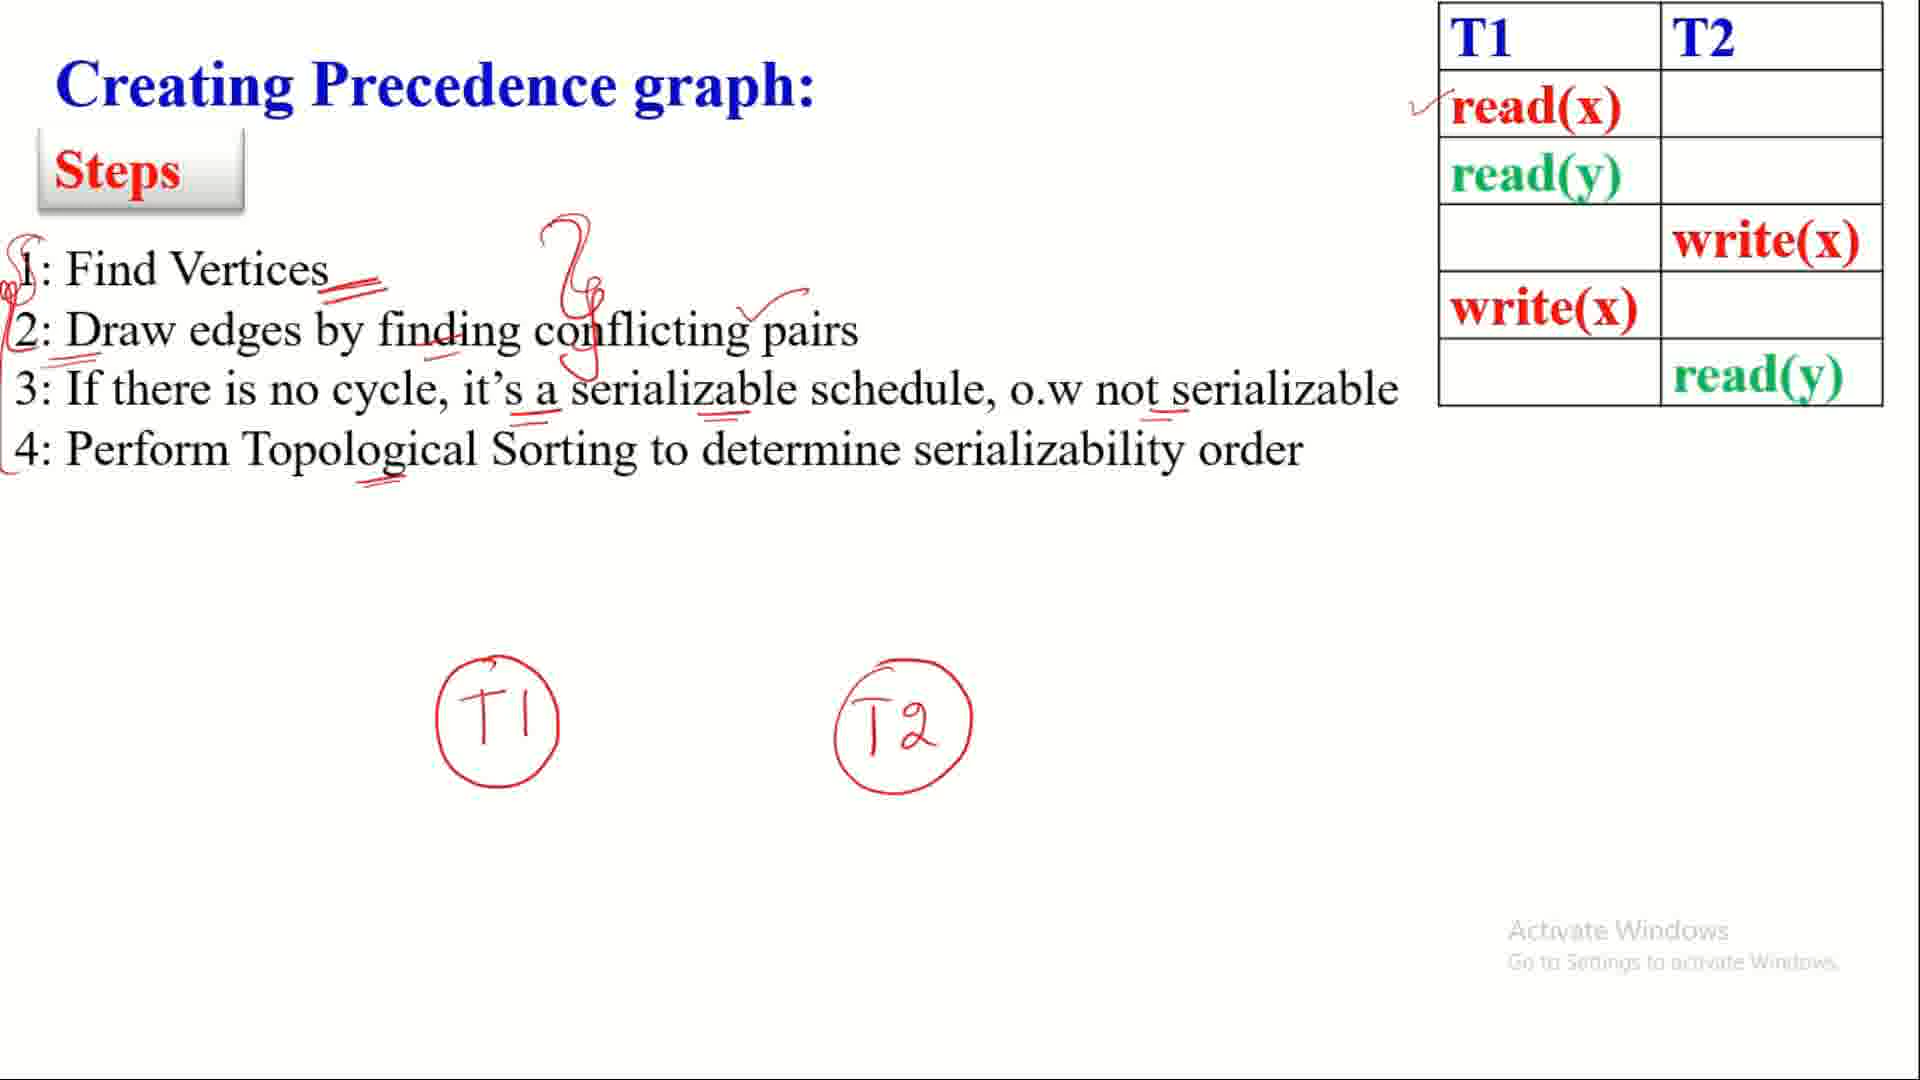 Creating Precedence graph:
Steps
1: Find Vertices
2: Draw edges by finding conflicting pairs
3: If there is no cycle, it’s a serializable schedule, o.w not serializable
4: Perform Topological Sorting to determine serializability order
T1 T2
read(x)
read(y)
write(x)
write(x)
read(y)
T1 T2
Activate Windows
Go to Settings to activate Windows.